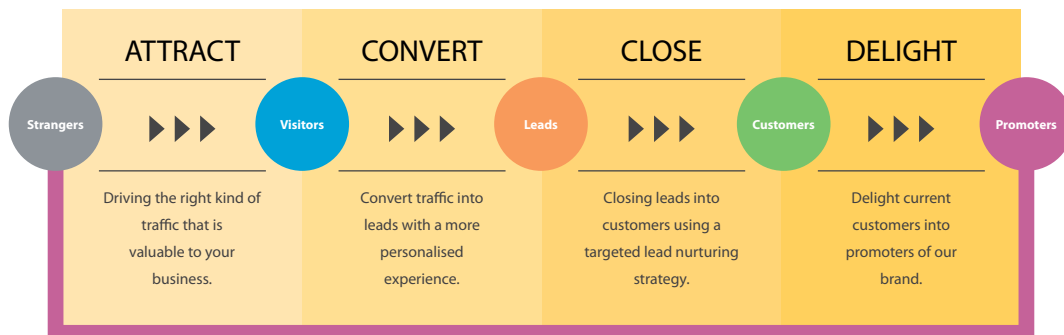 ATTRACT
CONVERT
CLOSE
DELIGHT
Strangers
Visitors
Leads
Customers
Promoters
Driving the right kind of
traffic that is
valuable to your
business.
Convert traffic into
leads with a more
personalised
experience.
Closing leads into
customers using a
targeted lead nurturing
strategy.
Delight current
customers into
promoters of our
brand.